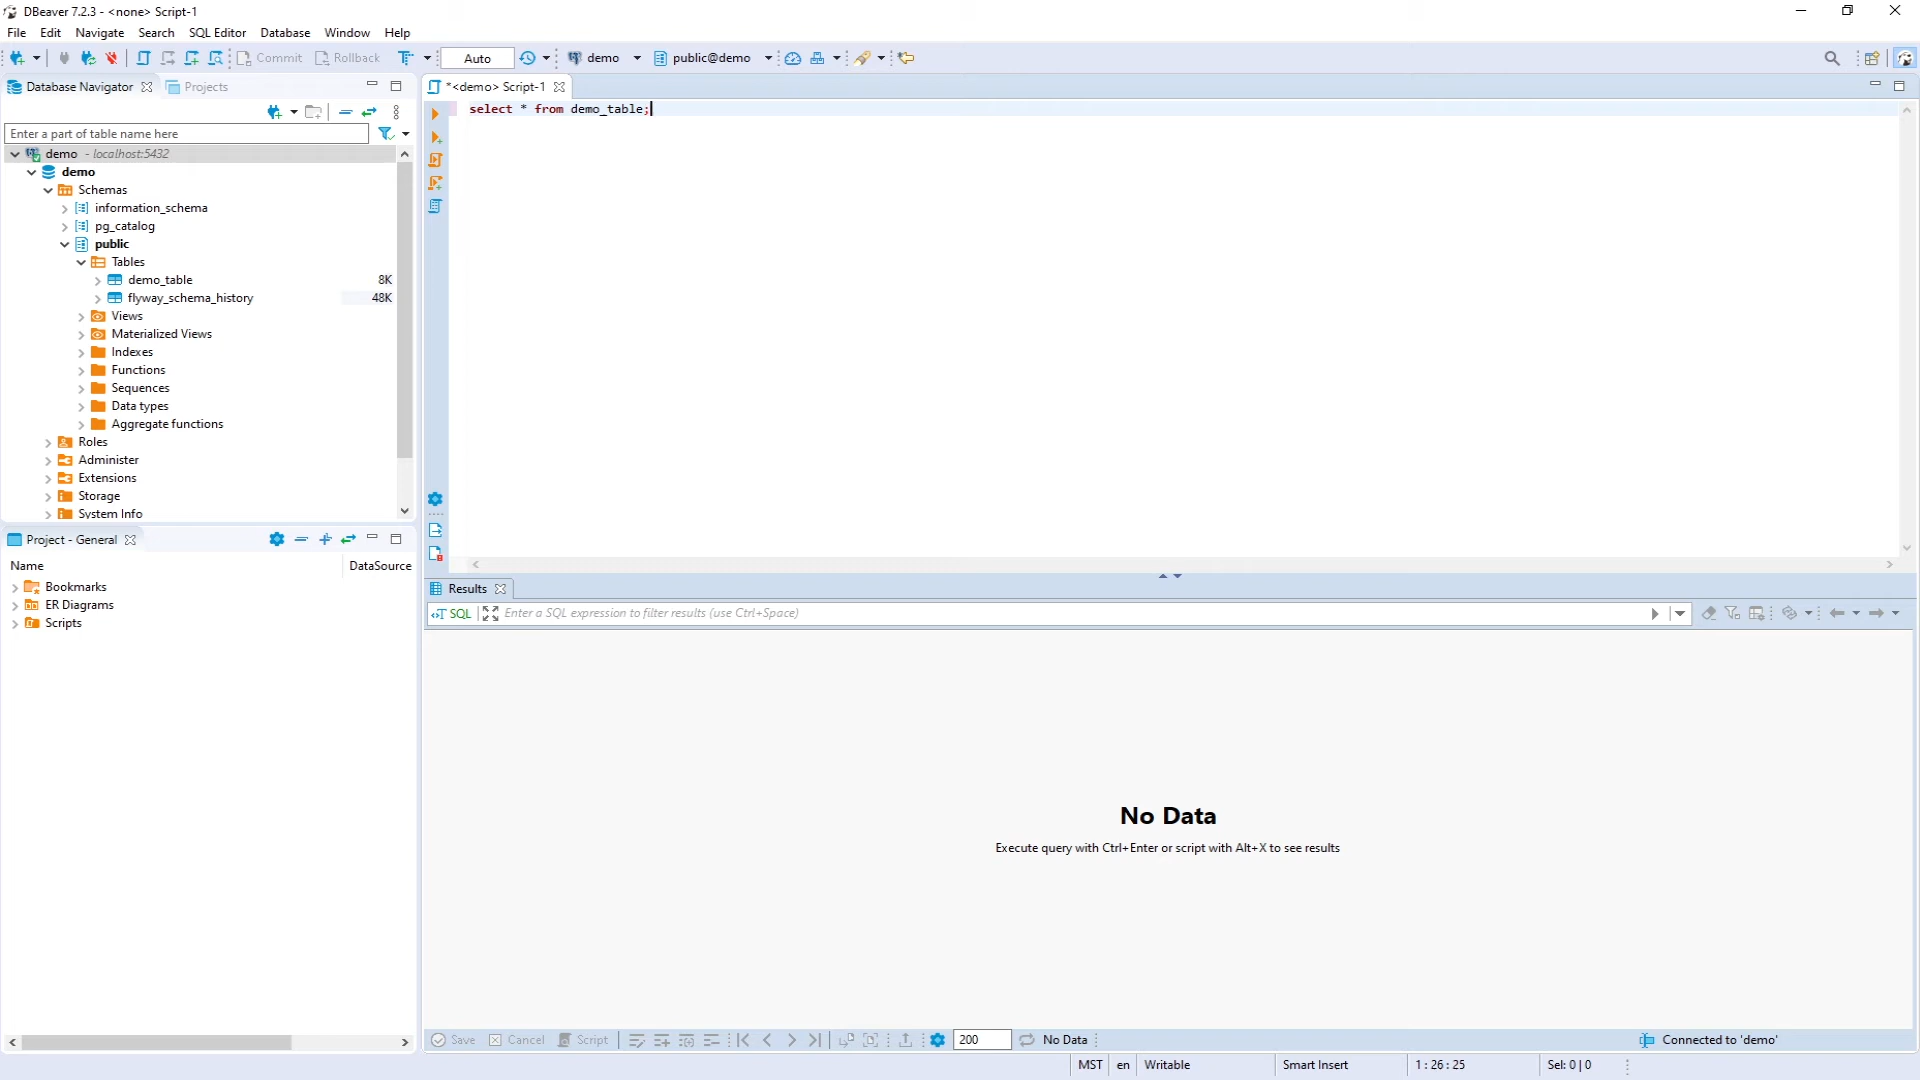 DBeaver 7.2.3 - <none> Script-1
File Edit Navigate Search SQL Editor Database Window Help
Commit Rollback Auto demo public@demo
Database Navigator Projects
Enter a part of table name here
demo - localhost:5432
demo
Schemas
information_schema
pg_catalog
public
Tables
demo_table 8K
flyway_schema_history 48K
Views
Materialized Views
Indexes
Functions
Sequences
Data types
Aggregate functions
Roles
Administer
Extensions
Storage
System Info
Project - General
Name DataSource
Bookmarks
ER Diagrams
Scripts
*<demo> Script-1
select * from demo_table;
Results
SQL Enter a SQL expression to filter results (use Ctrl+Space)
No Data
Execute query with Ctrl+Enter or script with Alt+X to see results
Save Cancel Script 200 No Data Connected to 'demo'
MST en Writable Smart Insert 1 : 26 : 25 Sel: 0 | 0